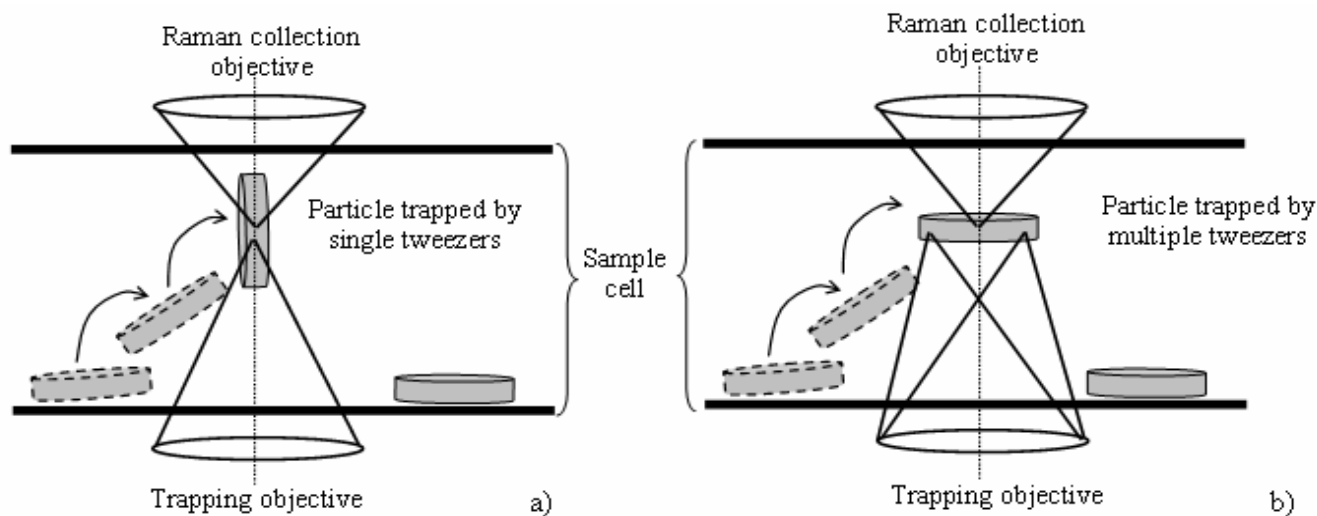 Raman collection
objective
Particle trapped by
single tweezers
Trapping objective
a)
Sample
cell
Raman collection
objective
Particle trapped by
multiple tweezers
Trapping objective
b)